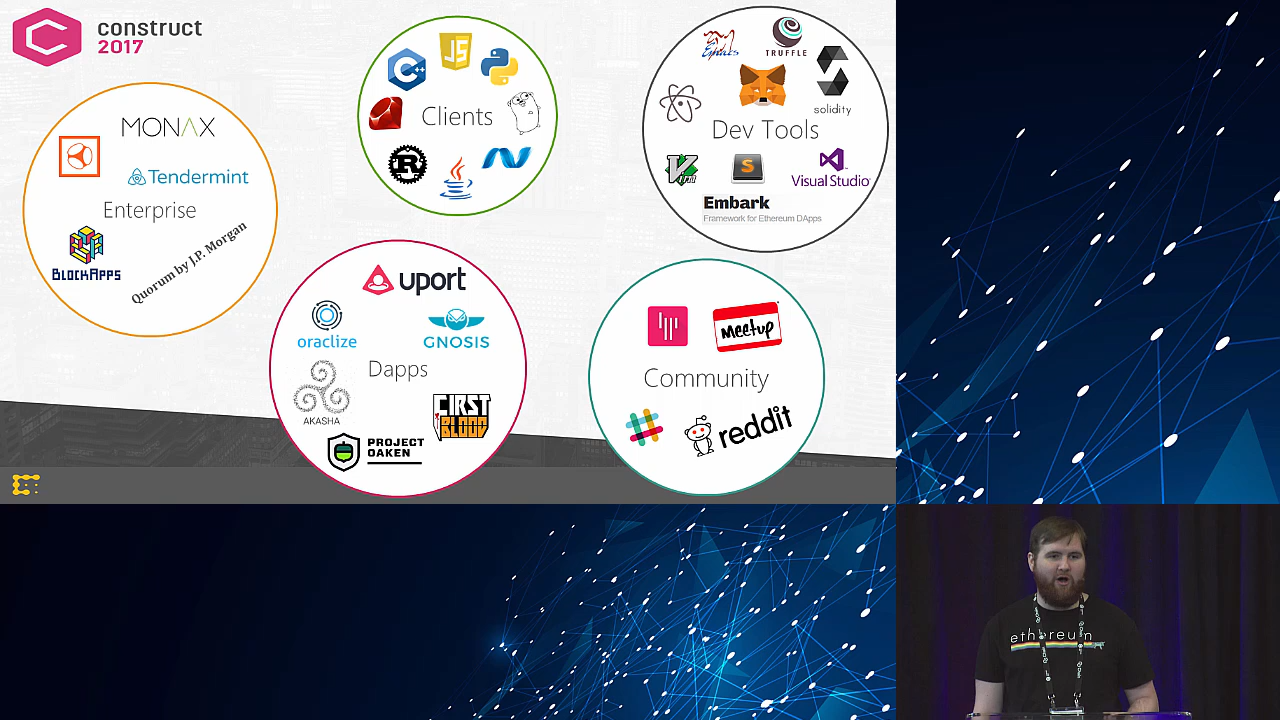 construct
2017
MONAX
Tendermint
Enterprise
BLOCKAPPS
Quorum by J.P. Morgan
C++
JS
Clients
R
TRUFFLE
solidity
Dev Tools
Vim
S
Visual Studio
Embark
Framework for Ethereum DApps
uport
oraclize
GNOSIS
Dapps
AKASHA
FIRST
BLOOD
PROJECT
OAKEN
Meetup
Community
reddit
ethereum